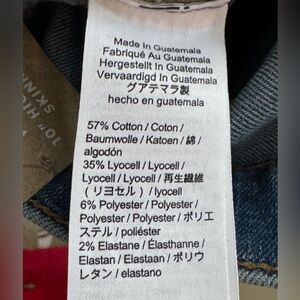 Made In Guatemala
Fabriqué Au Guatemala
Hergestellt In Guatemala
Vervaardigd In Guatemala
グアテマラ製
hecho en guatemala
57% Cotton / Coton /
Baumwolle / Katoen / 綿 /
algodón
35% Lyocell / Lyocell /
Lyocell / Lyocell / 再生繊維
( リヨセル ) / lyocell
6% Polyester / Polyester /
Polyester / Polyester / ポリエ
ステル / poliéster
2% Elastane / Élasthanne /
Elastan / Elastaan / ポリウ
レタン / elastano
10" HIGH
SKINN